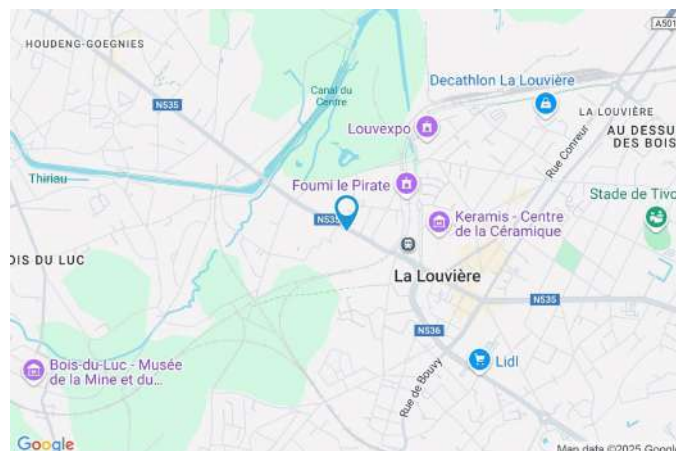 HOUDENG-GOEGNIES
A501
N535
Canal du
Centre
Decathlon La Louvière
LA LOUVIÈRE
AU DESSU
DES BOIS
Louvexpo
Rue Conreur
Thiriau
Foumi le Pirate
Stade de Tivo
N535
Keramis - Centre
de la Céramique
OIS DU LUC
La Louvière
N535
N536
Bois-du-Luc - Musée
de la Mine et du...
Lidl
Rue de Bouvy
Google
Map data ©2025 Google